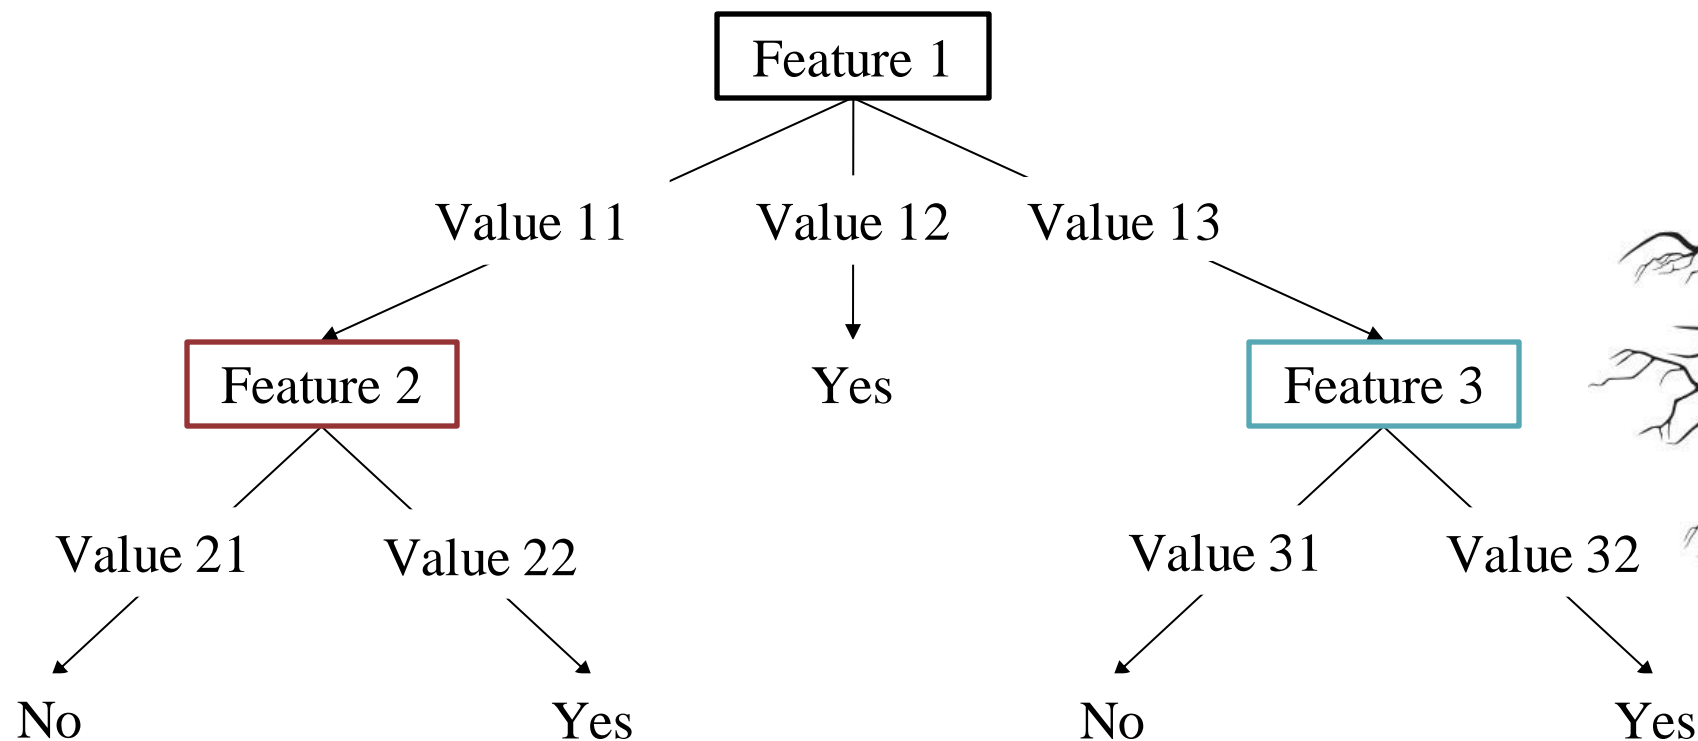 Feature 1
Value 11
Value 12
Value 13
Feature 2
Yes
Feature 3
Value 21
Value 22
Value 31
Value 32
No
Yes
No
Yes